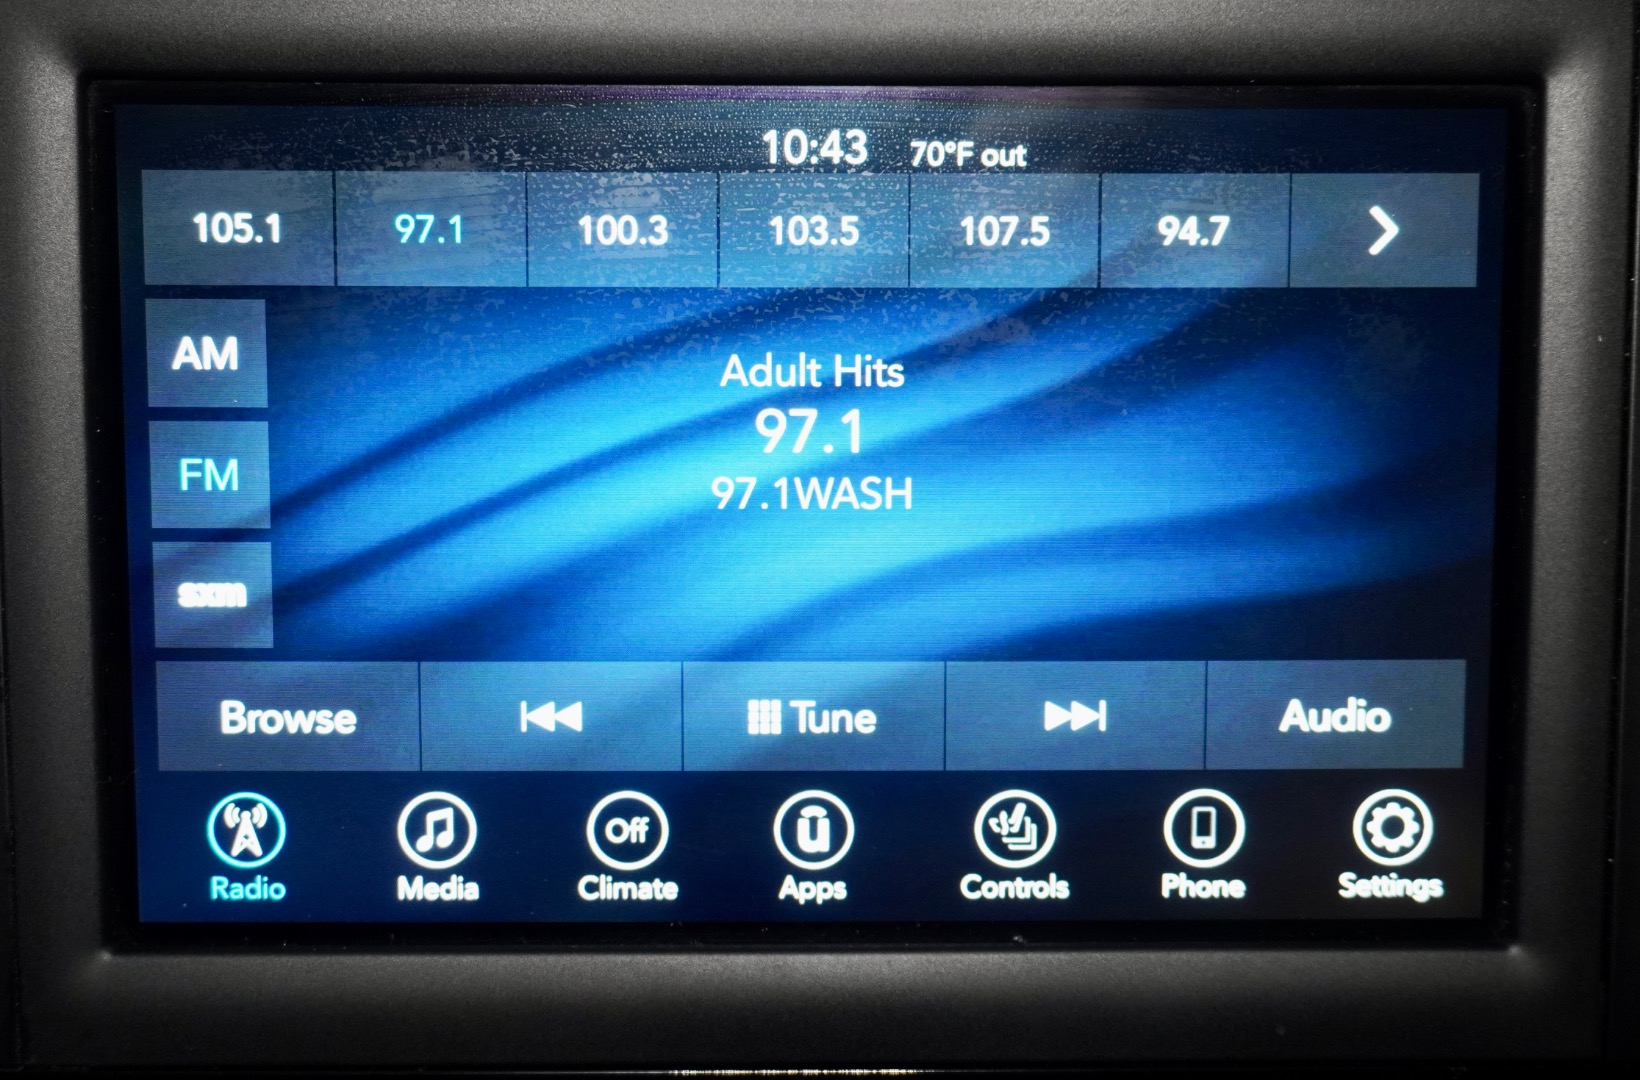 10:43 70°F out
105.1 97.1 100.3 103.5 107.5 94.7
AM
Adult Hits
97.1
FM
97.1WASH
sxm
Browse Tune Audio
Off u
Radio Media Climate Apps Controls Phone Settings